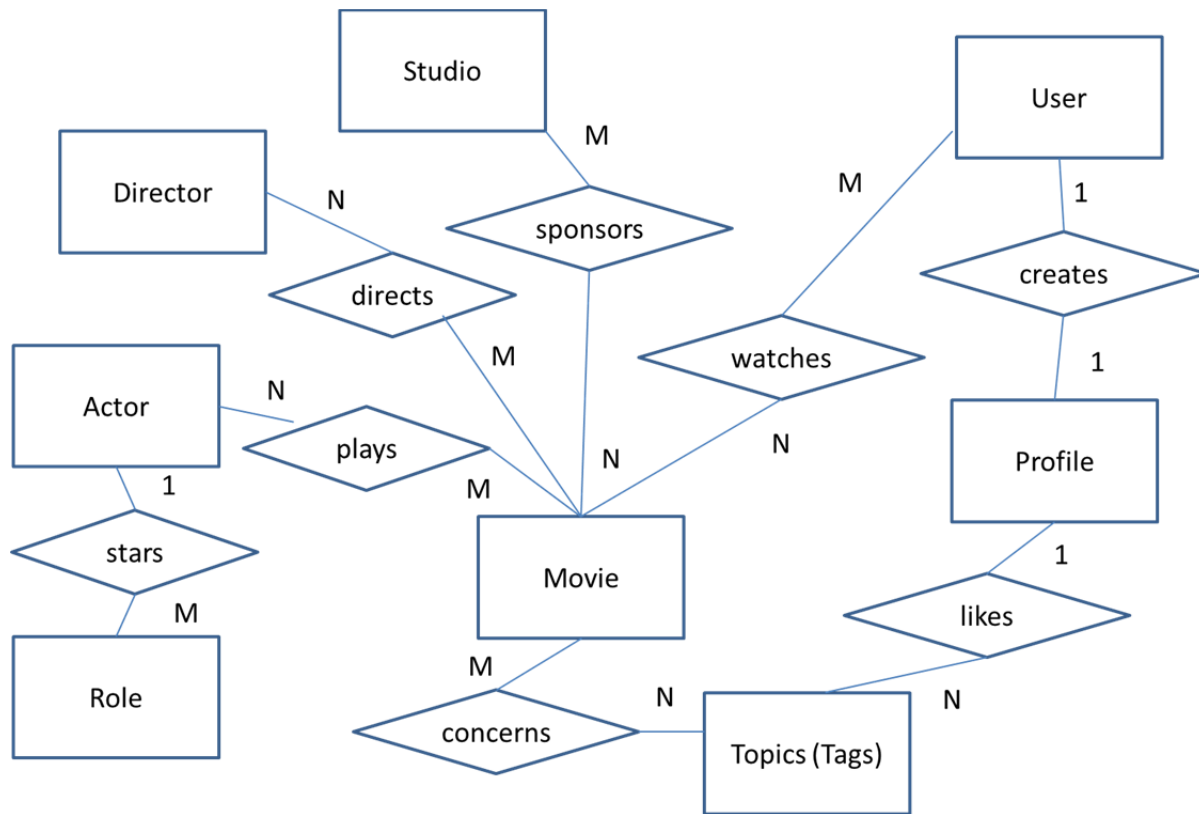 Studio
User
M
Director
N
M
1
sponsors
creates
directs
M
watches
1
Actor
N
plays
N
N
Profile
M
1
stars
1
Movie
M
likes
M
N
N
Role
concerns
Topics (Tags)